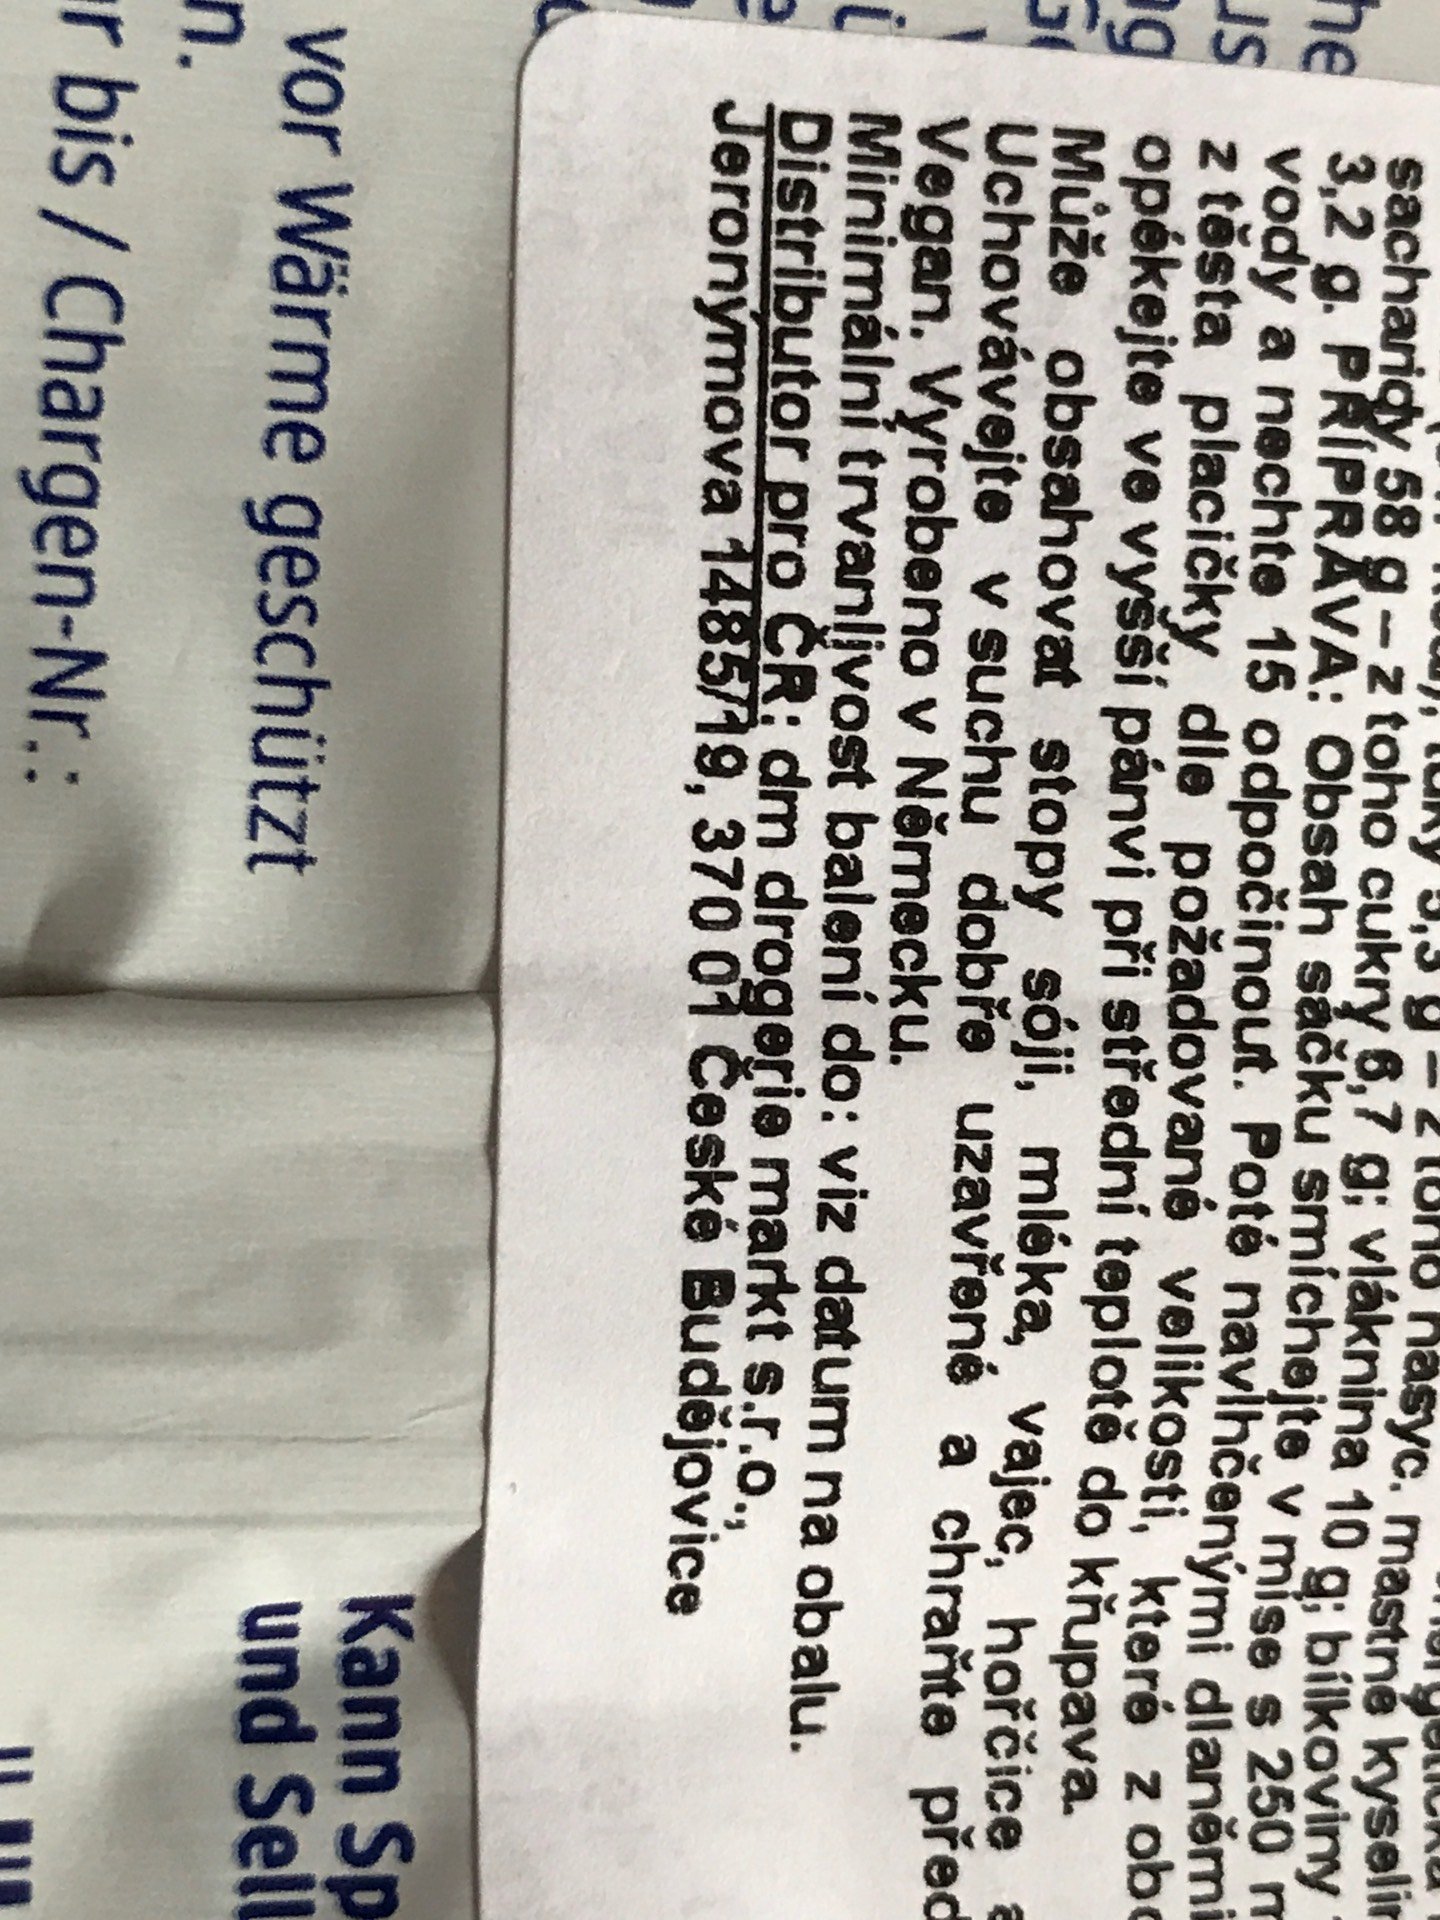 sacharidy 58 g – z toho cukry 6,7 g; vláknina 10 g; bílkoviny
3,2 g. PŘÍPRAVA: Obsah sáčku smíchejte v míse s 250 m
vody a nechte 15 odpočinout. Poté navlhčenými dlaněmi
z těsta placičky dle požadované velikosti, které z obo
opékejte ve vyšší pánvi při střední teplotě do křupava.
Může obsahovat stopy sóji, mléka, vajec, hořčice a
Uchovávejte v suchu dobře uzavřené a chraňte před
Vegan. Vyrobeno v Německu.
Minimální trvanlivost balení do: viz datum na obalu.
Distributor pro ČR: dm drogerie markt s.r.o.,
Jeronýmova 1485/19, 370 01 České Budějovice
vor Wärme geschützt
n.
r bis / Chargen-Nr.:
Kann Sp
und Sell